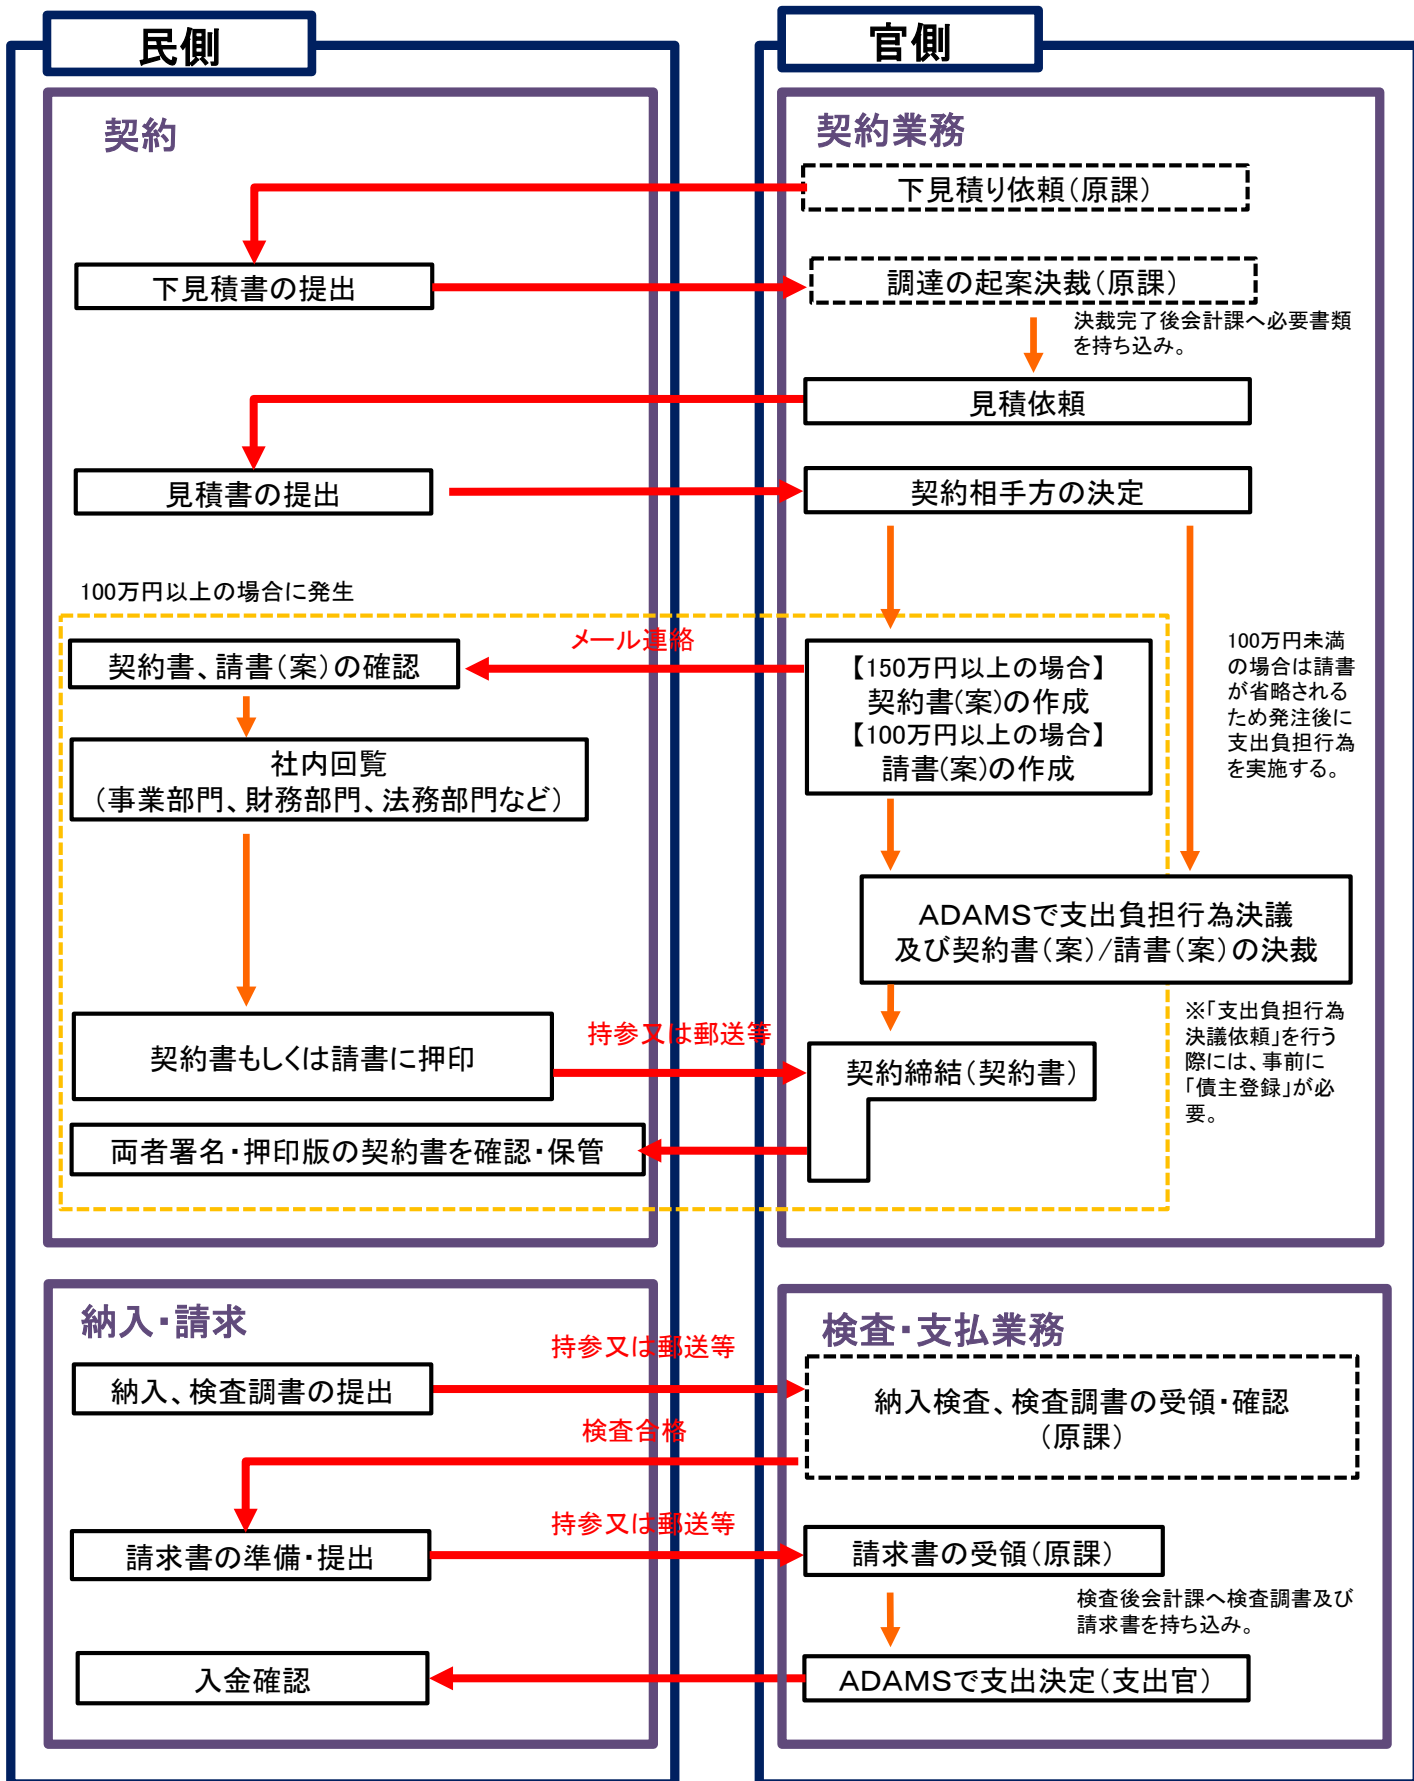 民側
官側
契約
契約業務
下見積り依頼（原課）
下見積書の提出
調達の起案決裁（原課）
決裁完了後会計課へ必要書類
を持ち込み。
見積依頼
見積書の提出
契約相手方の決定
100万円以上の場合に発生
メール連絡
契約書、請書（案）の確認
【150万円以上の場合】
契約書(案)の作成
【100万円以上の場合】
請書(案)の作成
100万円未満
の場合は請書
が省略される
ため発注後に
支出負担行為
を実施する。
社内回覧
（事業部門、財務部門、法務部門など）
ADAMSで支出負担行為決議
及び契約書（案）/請書（案）の決裁
※「支出負担行為
決議依頼」を行う
際には、事前に
「債主登録」が必
要。
契約書もしくは請書に押印
持参又は郵送等
契約締結（契約書）
両者署名・押印版の契約書を確認・保管
納入・請求
検査・支払業務
持参又は郵送等
納入、検査調書の提出
納入検査、検査調書の受領・確認
（原課）
検査合格
持参又は郵送等
請求書の準備・提出
請求書の受領（原課）
検査後会計課へ検査調書及び
請求書を持ち込み。
入金確認
ADAMSで支出決定（支出官）